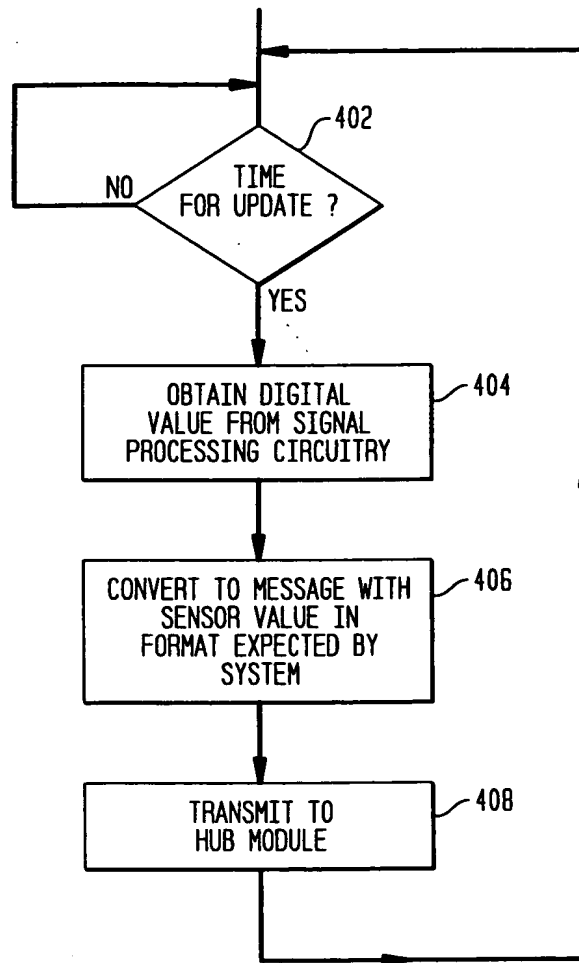 402
TIME
FOR UPDATE ?
NO
YES
404
OBTAIN DIGITAL
VALUE FROM SIGNAL
PROCESSING CIRCUITRY
406
CONVERT TO MESSAGE WITH
SENSOR VALUE IN
FORMAT EXPECTED BY
SYSTEM
408
TRANSMIT TO
HUB MODULE